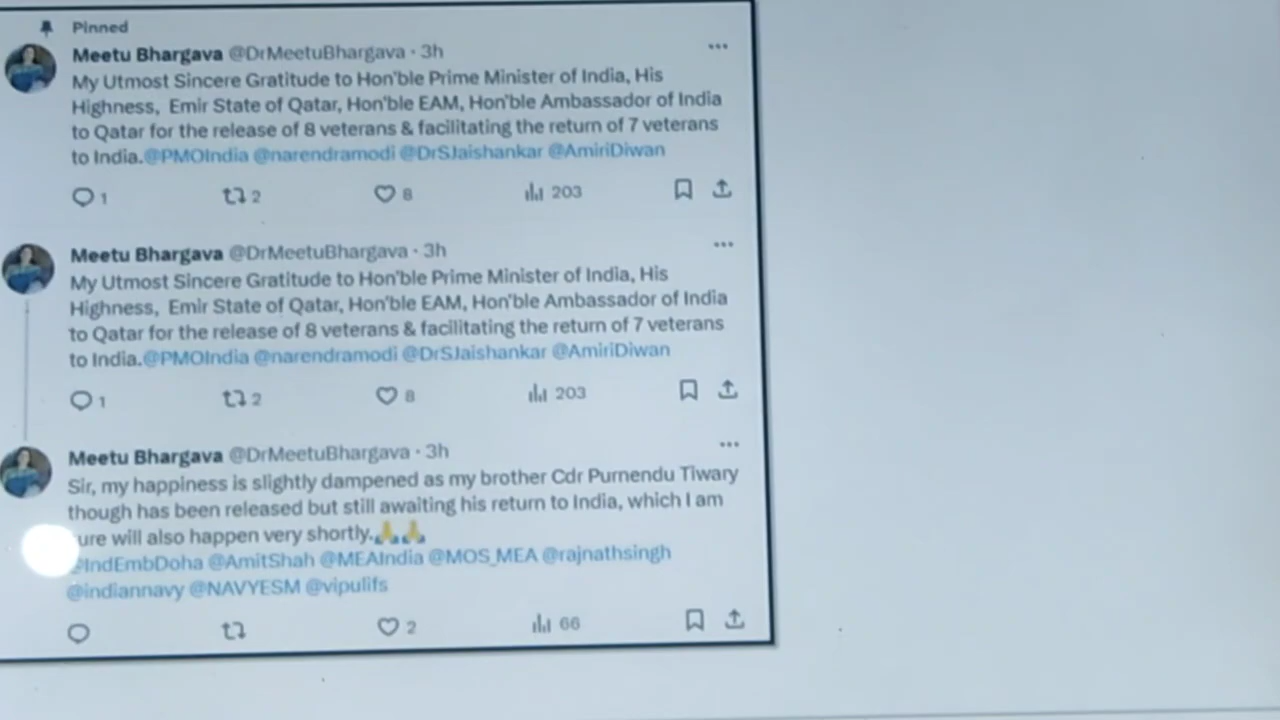 Pinned
Meetu Bhargava @DrMeetuBhargava · 3h
My Utmost Sincere Gratitude to Hon'ble Prime Minister of India, His
Highness, Emir State of Qatar, Hon'ble EAM, Hon'ble Ambassador of India
to Qatar for the release of 8 veterans & facilitating the return of 7 veterans
to India.@PMOIndia @narendramodi @DrSJaishankar @AmiriDiwan
1 2 8 203
Meetu Bhargava @DrMeetuBhargava · 3h
My Utmost Sincere Gratitude to Hon'ble Prime Minister of India, His
Highness, Emir State of Qatar, Hon'ble EAM, Hon'ble Ambassador of India
to Qatar for the release of 8 veterans & facilitating the return of 7 veterans
to India.@PMOIndia @narendramodi @DrSJaishankar @AmiriDiwan
1 2 8 203
Meetu Bhargava @DrMeetuBhargava · 3h
Sir, my happiness is slightly dampened as my brother Cdr Purnendu Tiwary
though has been released but still awaiting his return to India, which I am
ure will also happen very shortly.🙏🙏
@IndEmbDoha @AmitShah @MEAIndia @MOS_MEA @rajnathsingh
@indiannavy @NAVYESM @vipulifs
2 66